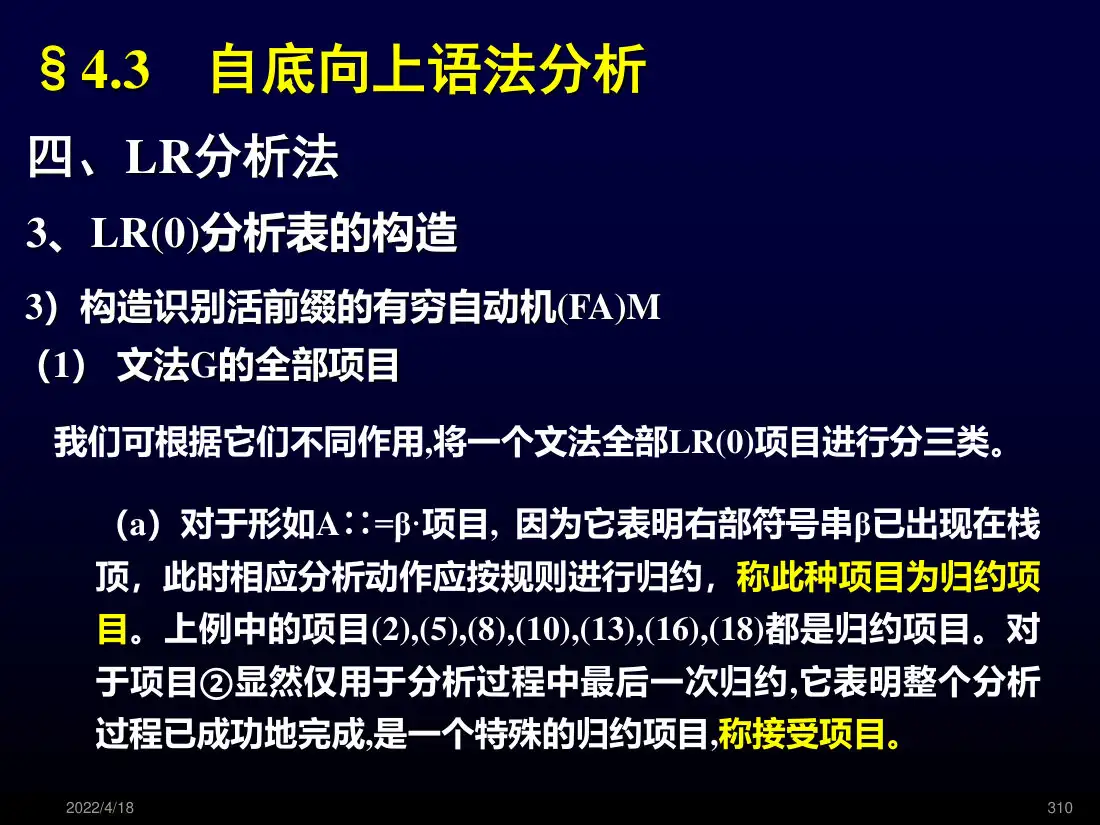 §4.3 自底向上语法分析
四、LR分析法
3、LR(0)分析表的构造
3）构造识别活前缀的有穷自动机(FA)M
（1） 文法G的全部项目
我们可根据它们不同作用,将一个文法全部LR(0)项目进行分三类。
（a）对于形如A∷=β·项目, 因为它表明右部符号串β已出现在栈
顶，此时相应分析动作应按规则进行归约，称此种项目为归约项
目。上例中的项目(2),(5),(8),(10),(13),(16),(18)都是归约项目。对
于项目②显然仅用于分析过程中最后一次归约,它表明整个分析
过程已成功地完成,是一个特殊的归约项目,称接受项目。
2022/4/18
310